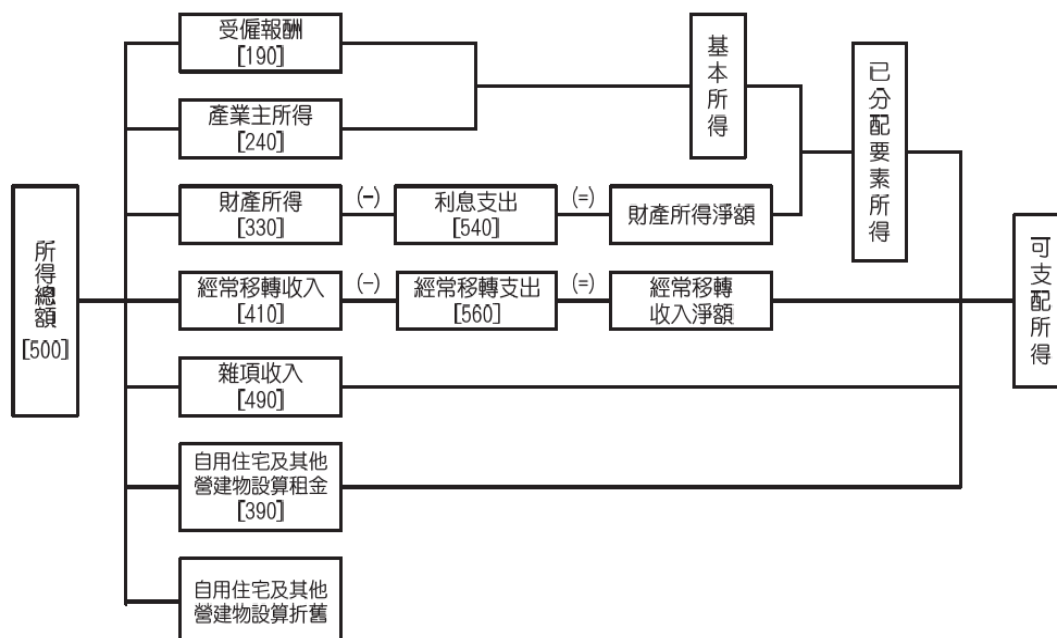 所得總額
[500]
受僱報酬
[190]
產業主所得
[240]
財產所得
[330]
(-)
利息支出
[540]
(=)
財產所得淨額
經常移轉收入
[410]
(-)
經常移轉支出
[560]
(=)
經常移轉
收入淨額
雜項收入
[490]
自用住宅及其他
營建物設算租金
[390]
自用住宅及其他
營建物設算折舊
基本所得
已分配要素所得
可支配所得